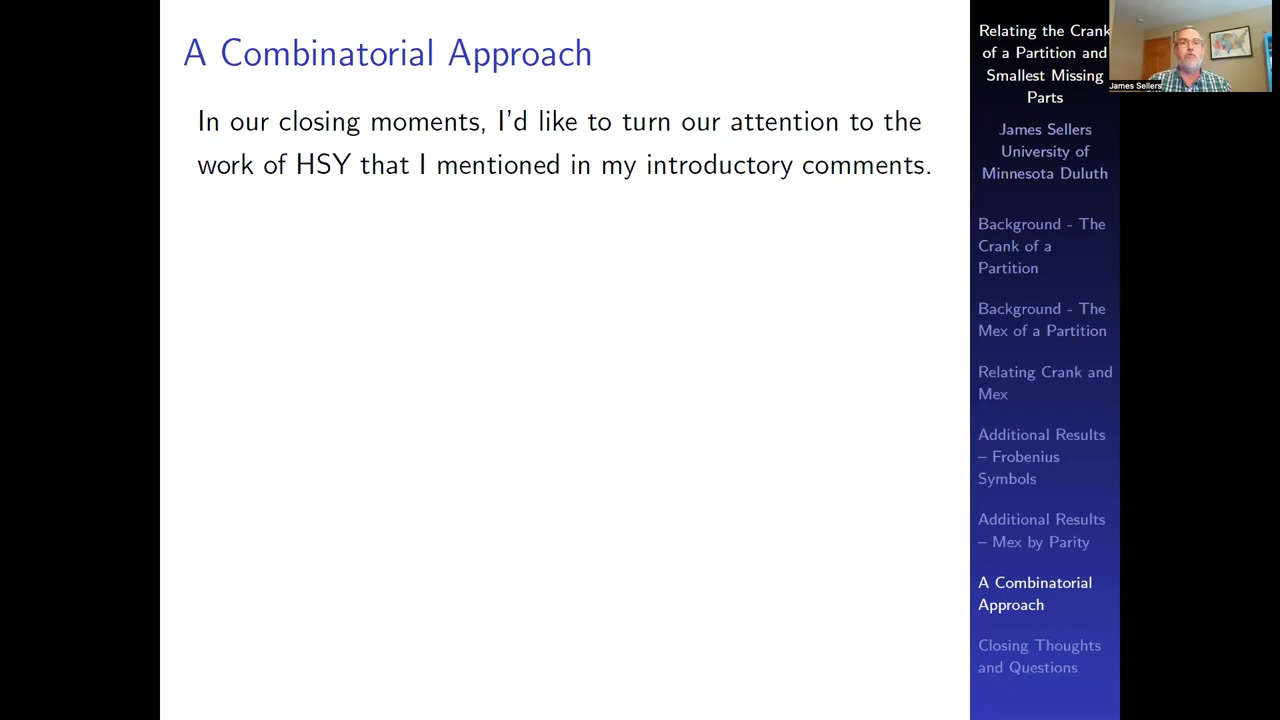 A Combinatorial Approach
In our closing moments, I'd like to turn our attention to the
work of HSY that I mentioned in my introductory comments.
Relating the Crank
of a Partition and
Smallest Missing
Parts
James Sellers
University of
Minnesota Duluth
Background - The
Crank of a
Partition
Background - The
Mex of a Partition
Relating Crank and
Mex
Additional Results
– Frobenius
Symbols
Additional Results
– Mex by Parity
A Combinatorial
Approach
Closing Thoughts
and Questions
James Sellers